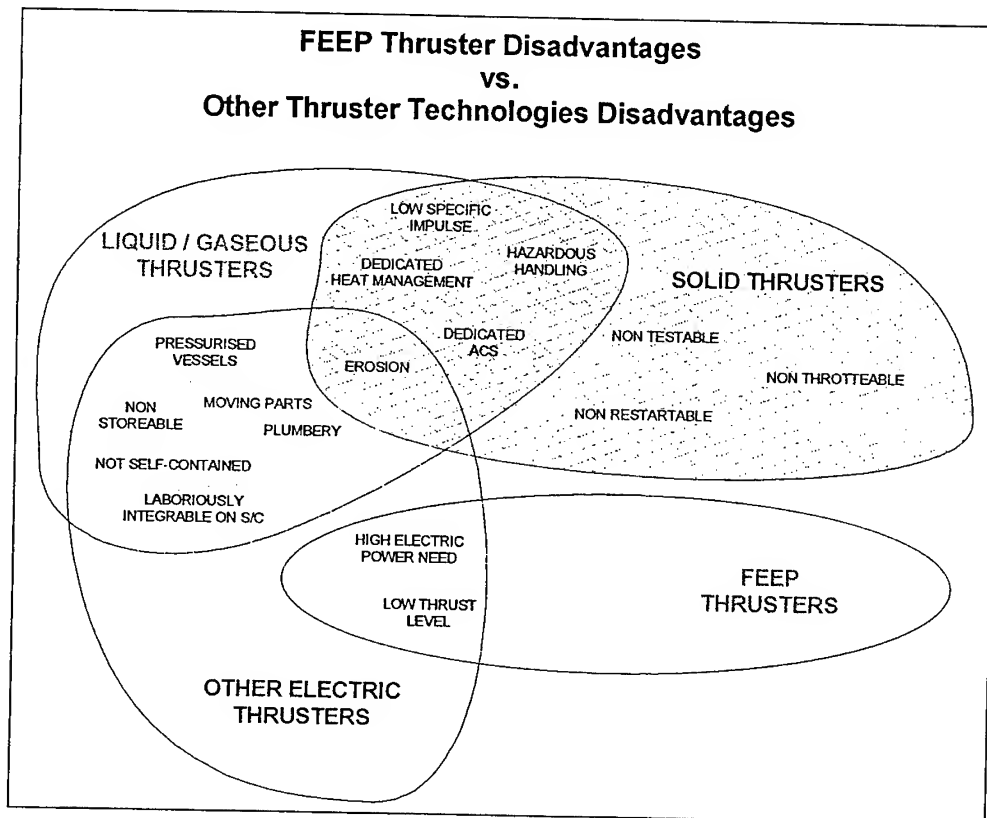 FEEP Thruster Disadvantages
vs.
Other Thruster Technologies Disadvantages
LOW SPECIFIC
IMPULSE
LIQUID / GASEOUS
THRUSTERS
HAZARDOUS
HANDLING
DEDICATED
HEAT MANAGEMENT
SOLID THRUSTERS
PRESSURISED
VESSELS
DEDICATED
ACS
NON TESTABLE
EROSION
NON THROTTEABLE
NON
STOREABLE
MOVING PARTS
PLUMBERY
NON RESTARTABLE
NOT SELF-CONTAINED
LABORIOUSLY
INTEGRABLE ON S/C
HIGH ELECTRIC
POWER NEED
FEEP
THRUSTERS
LOW THRUST
LEVEL
OTHER ELECTRIC
THRUSTERS